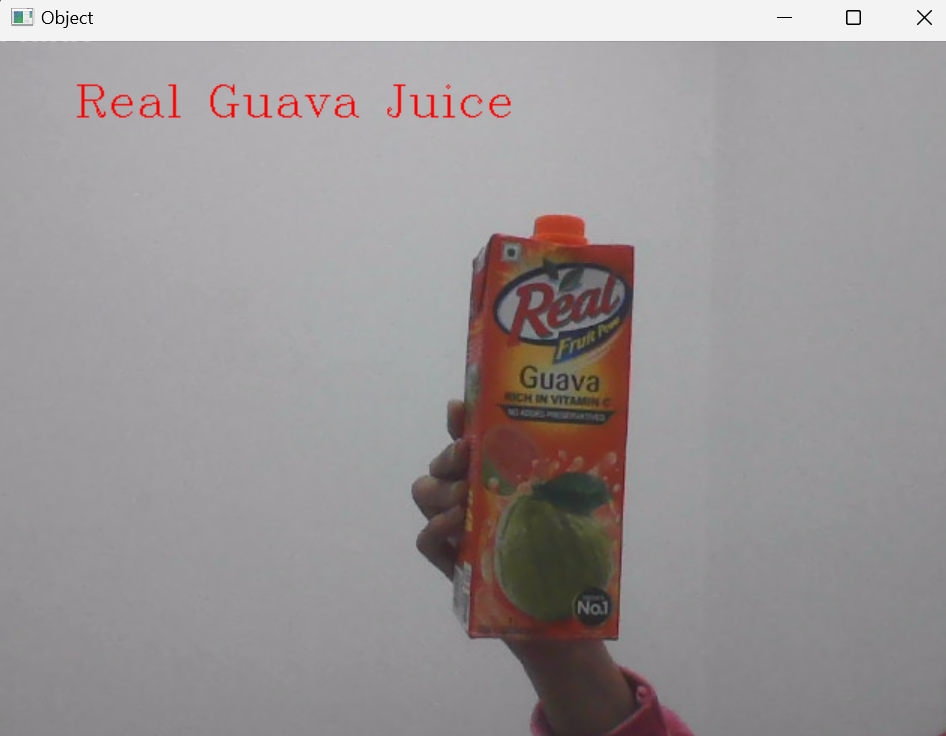 Object
Real Guava Juice
Real
Fruit Power
Guava
RICH IN VITAMIN C
NO ADDED PRESERVATIVES
No.1